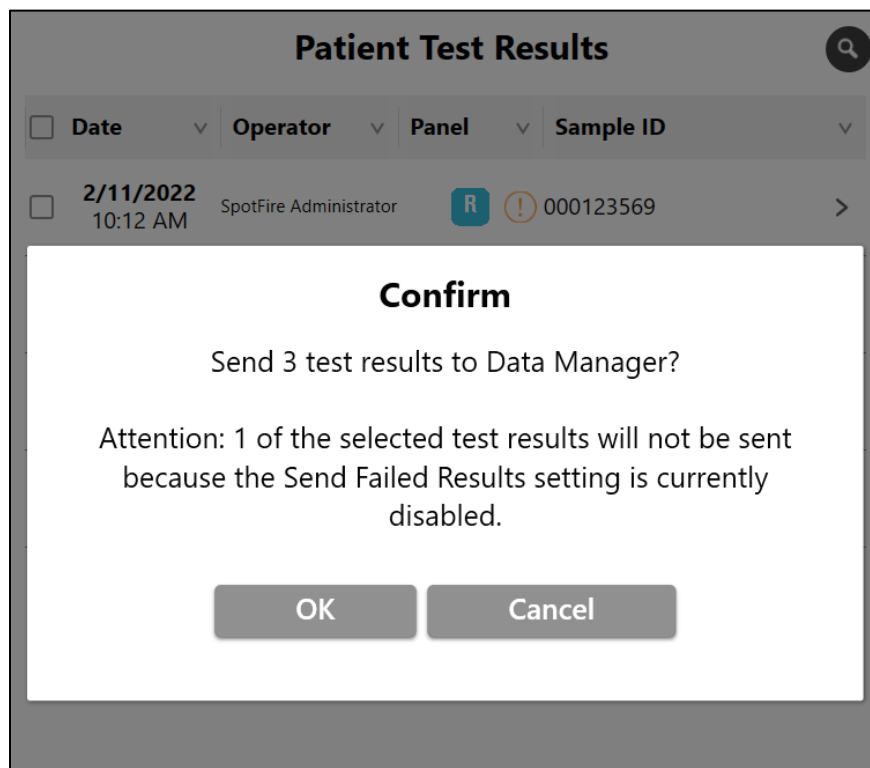 Patient Test Results
Date Operator Panel Sample ID
2/11/2022
10:12 AM
SpotFire Administrator R ! 000123569
Confirm
Send 3 test results to Data Manager?
Attention: 1 of the selected test results will not be sent
because the Send Failed Results setting is currently
disabled.
OK Cancel